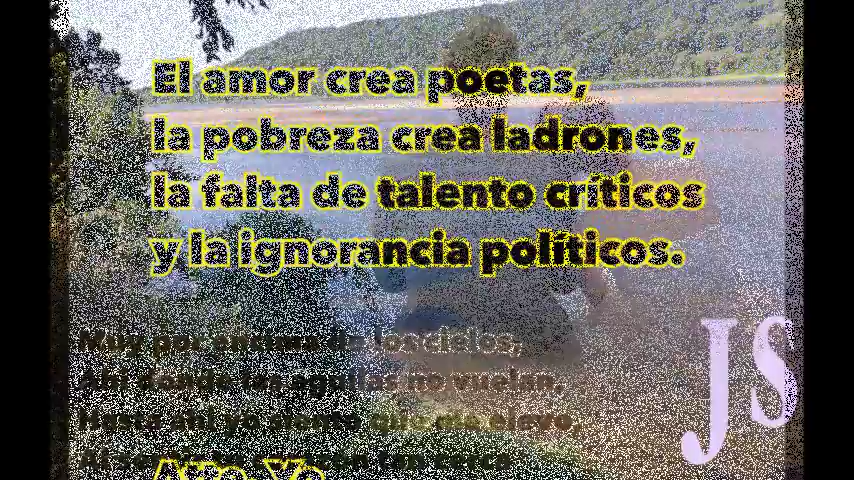 El amor crea poetas,
la pobreza crea ladrones,
la falta de talento críticos
y la ignorancia políticos.
Muy por encima de los cielos,
Ahí donde las aguilas no vuelan,
Hasta ahí yo siento que me elevo,
JS